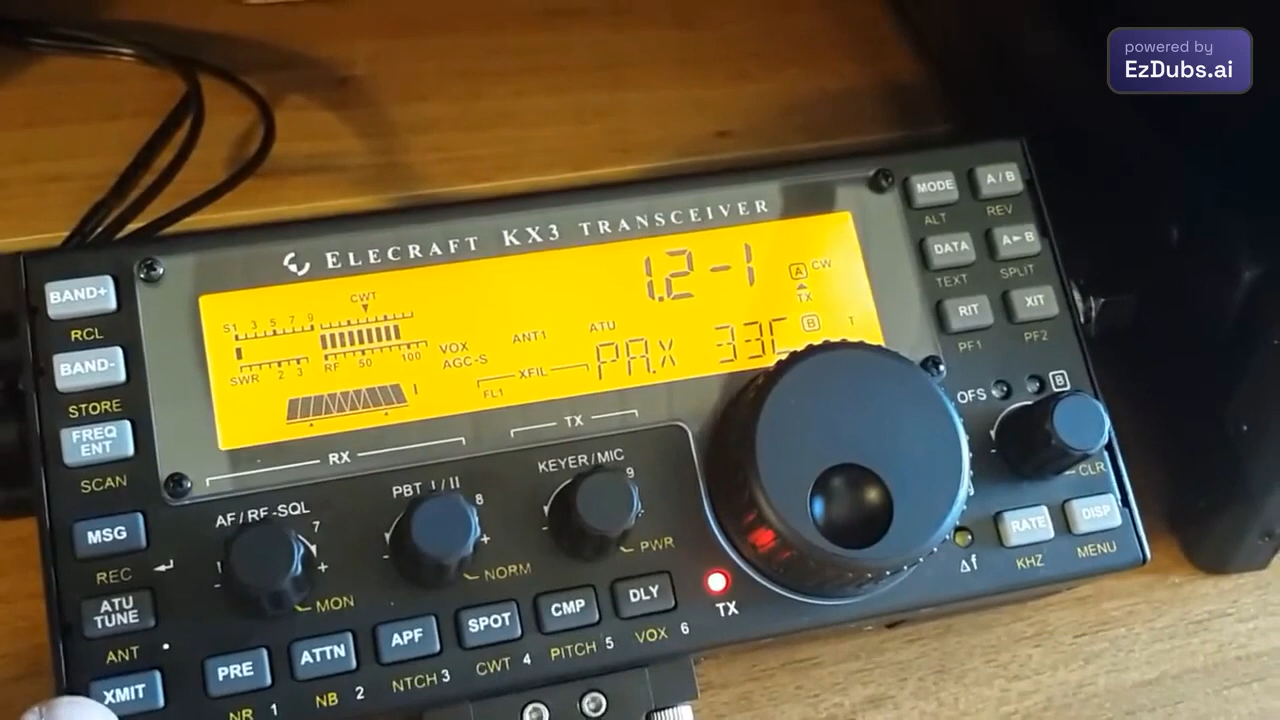 powered by
EzDubs.ai
ELECRAFT KX3 TRANSCEIVER
MODE
A / B
ALT
REV
DATA
A►B
TEXT
SPLIT
RIT
XIT
PF1
PF2
OFS
B
CLR
RATE
DISP
Δf
KHZ
MENU
BAND+
RCL
BAND-
STORE
FREQ
ENT
SCAN
MSG
REC
ATU
TUNE
ANT
XMIT
CWT
S1 3 5 7 9
SWR 2 3 RF 50 100
VOX
AGC-S
ANT1
ATU
XFIL
FL1
I
1.2-1
A CW
TX
B
T
PA.X 33C
RX
TX
AF / RF-SQL
7
MON
PBT I / II
8
NORM
KEYER / MIC
9
PWR
PRE
ATTN
APF
SPOT
CMP
DLY
TX
NR 1
NB 2
NTCH 3
CWT 4
PITCH 5
VOX 6